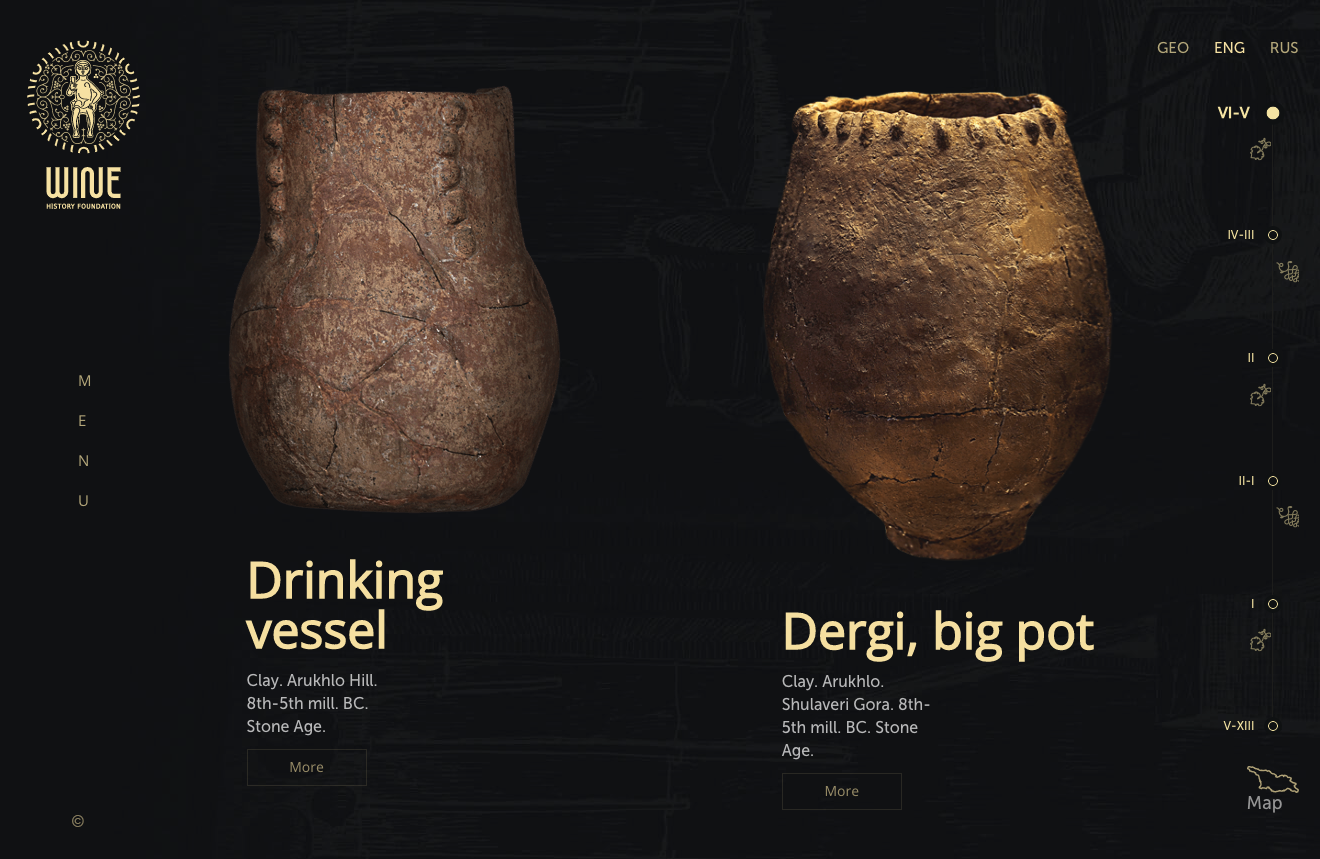 WINE
HISTORY FOUNDATION
GEO ENG RUS
VI-V
IV-III
II
II-I
I
V-XIII
Map
M
E
N
U
©
Drinking
vessel
Clay. Arukhlo Hill.
8th-5th mill. BC.
Stone Age.
More
Dergi, big pot
Clay. Arukhlo.
Shulaveri Gora. 8th-
5th mill. BC. Stone
Age.
More